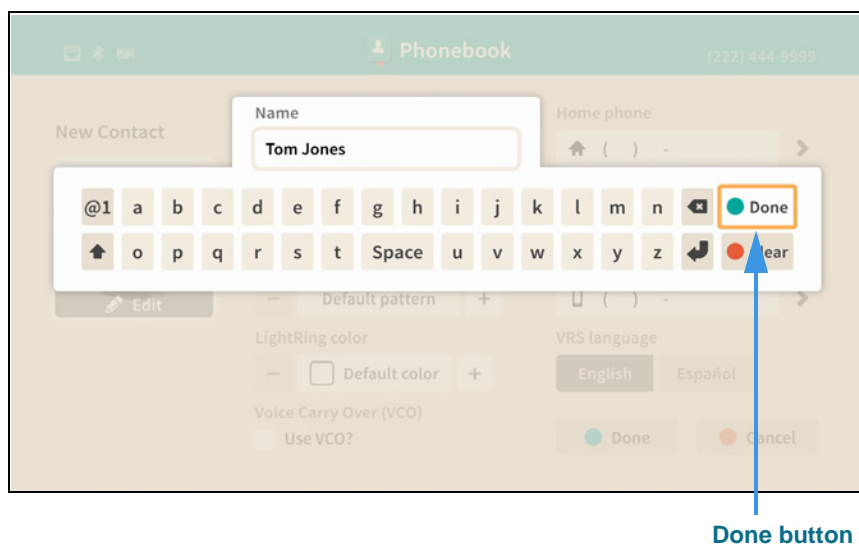 Phonebook
(222) 444-9999
New Contact
Name
Home phone
Tom Jones
( ) -
@1 a b c d e f g h i j k l m n Done
o p q r s t Space u v w x y z Clear
Edit
– Default pattern +
( ) -
LightRing color
VRS language
– Default color +
English Español
Voice Carry Over (VCO)
Use VCO?
Done Cancel
Done button